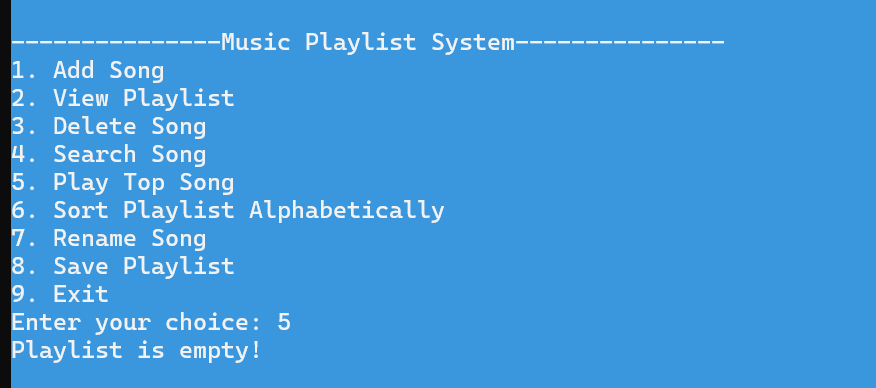 ---------------Music Playlist System---------------
1. Add Song
2. View Playlist
3. Delete Song
4. Search Song
5. Play Top Song
6. Sort Playlist Alphabetically
7. Rename Song
8. Save Playlist
9. Exit
Enter your choice: 5
Playlist is empty!